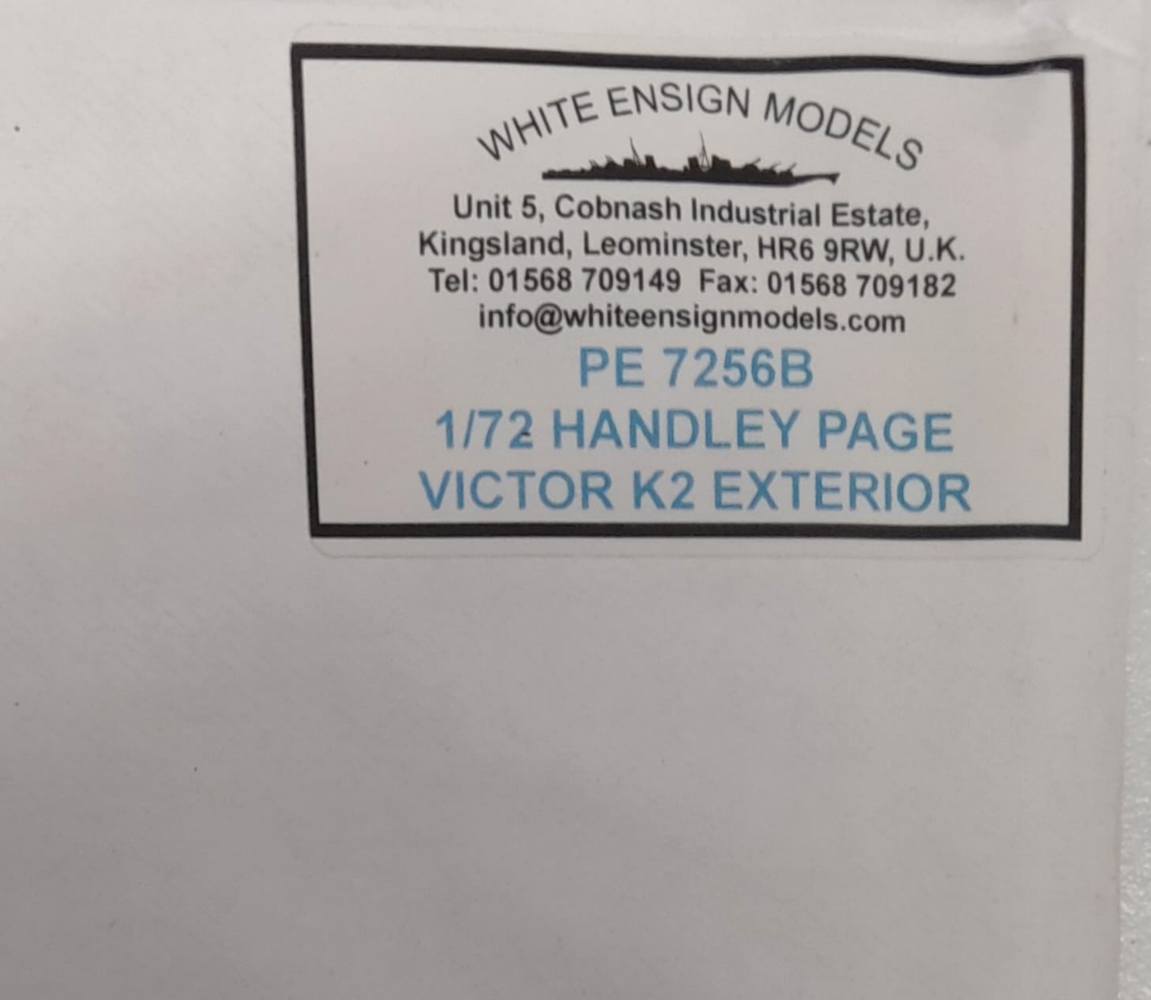 WHITE ENSIGN MODELS
Unit 5, Cobnash Industrial Estate,
Kingsland, Leominster, HR6 9RW, U.K.
Tel: 01568 709149 Fax: 01568 709182
info@whiteensignmodels.com
PE 7256B
1/72 HANDLEY PAGE
VICTOR K2 EXTERIOR